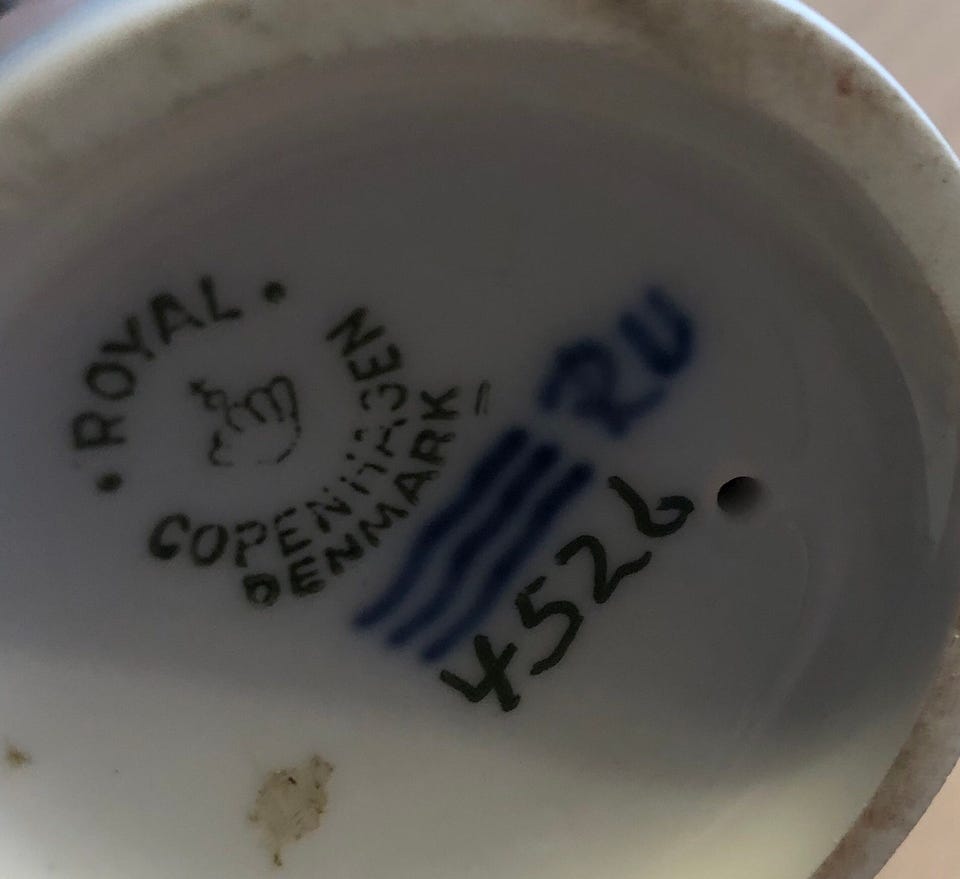 ROYAL
COPENHAGEN
DENMARK
RU
4526